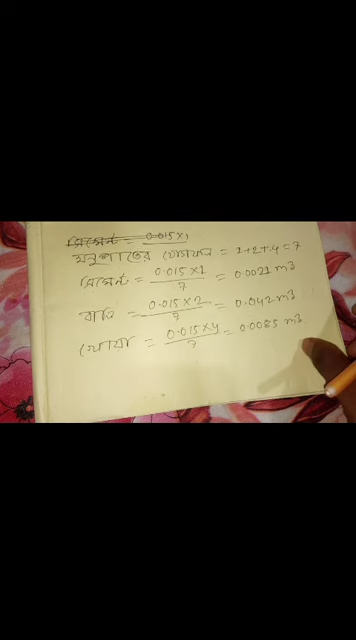 সিমেন্ট = 0.015×1
অনুপাতের যোগফল = 1+2+4 = 7
সিমেন্ট = 0.015×1/7 = 0.0021 m3
বালি = 0.015×2/7 = 0.042 m3
খোয়া = 0.015×4/7 = 0.0085 m3